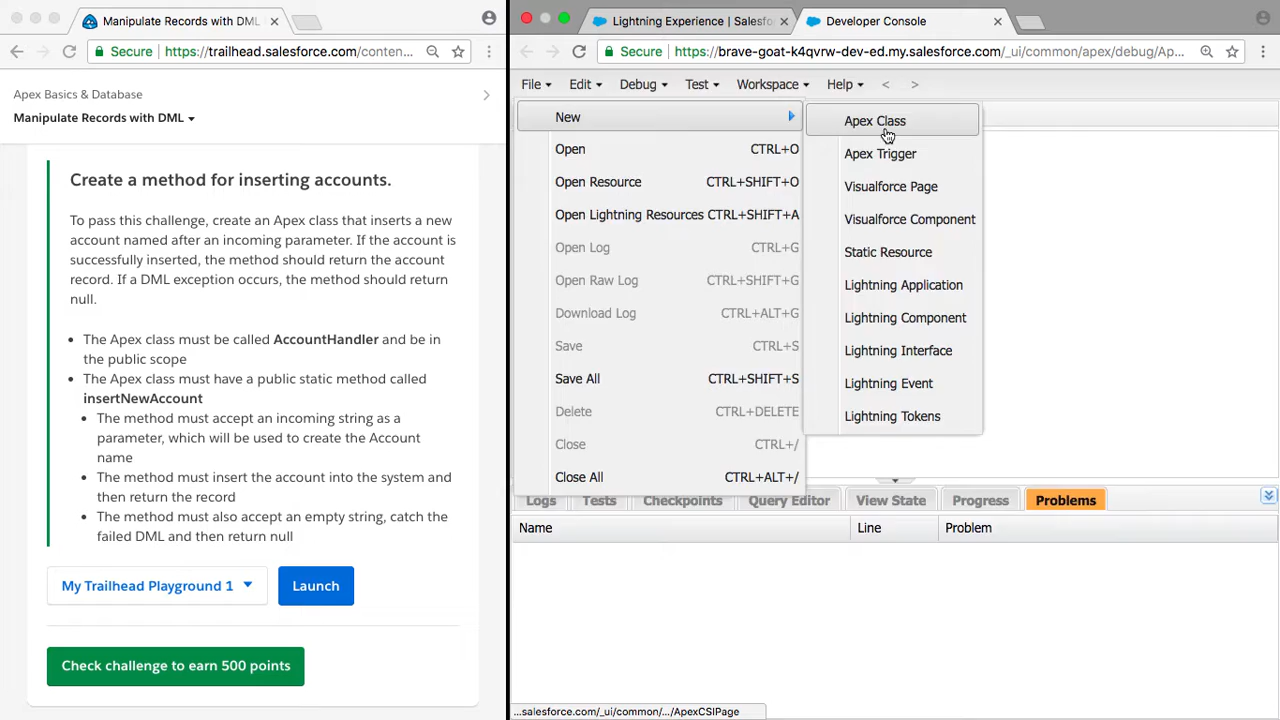 Manipulate Records with DML
Secure https://trailhead.salesforce.com/conten...
Apex Basics & Database
Manipulate Records with DML
Create a method for inserting accounts.
To pass this challenge, create an Apex class that inserts a new
account named after an incoming parameter. If the account is
successfully inserted, the method should return the account
record. If a DML exception occurs, the method should return
null.
The Apex class must be called AccountHandler and be in
the public scope
The Apex class must have a public static method called
insertNewAccount
The method must accept an incoming string as a
parameter, which will be used to create the Account
name
The method must insert the account into the system and
then return the record
The method must also accept an empty string, catch the
failed DML and then return null
My Trailhead Playground 1
Launch
Check challenge to earn 500 points
Lightning Experience | Salesfo
Developer Console
Secure https://brave-goat-k4qvrw-dev-ed.my.salesforce.com/_ui/common/apex/debug/Ap...
File Edit Debug Test Workspace Help < >
New
Open CTRL+O
Open Resource CTRL+SHIFT+O
Open Lightning Resources CTRL+SHIFT+A
Open Log CTRL+G
Open Raw Log CTRL+SHIFT+G
Download Log CTRL+ALT+G
Save CTRL+S
Save All CTRL+SHIFT+S
Delete CTRL+DELETE
Close CTRL+/
Close All CTRL+ALT+/
Apex Class
Apex Trigger
Visualforce Page
Visualforce Component
Static Resource
Lightning Application
Lightning Component
Lightning Interface
Lightning Event
Lightning Tokens
Logs Tests Checkpoints Query Editor View State Progress Problems
Name Line Problem
...salesforce.com/_ui/common/.../ApexCSIPage